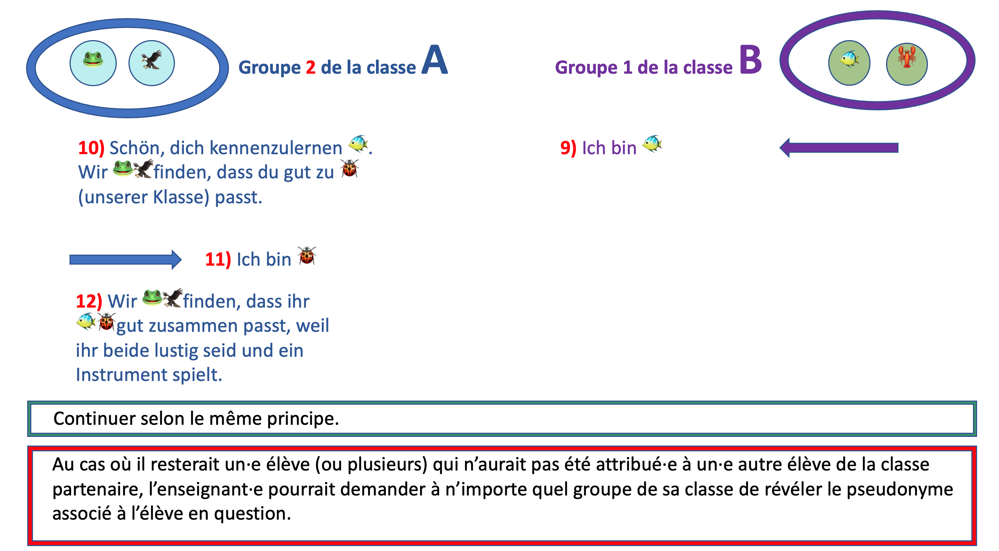 Groupe 2 de la classe A
Groupe 1 de la classe B
10) Schön, dich kennenzulernen 🐠.
Wir 🐸🦅finden, dass du gut zu 🐞
(unserer Klasse) passt.
9) Ich bin 🐠
11) Ich bin 🐞
12) Wir 🐸🦅finden, dass ihr
🐠🐞gut zusammen passt, weil
ihr beide lustig seid und ein
Instrument spielt.
Continuer selon le même principe.
Au cas où il resterait un·e élève (ou plusieurs) qui n’aurait pas été attribué·e à un·e autre élève de la classe
partenaire, l’enseignant·e pourrait demander à n’importe quel groupe de sa classe de révéler le pseudonyme
associé à l’élève en question.